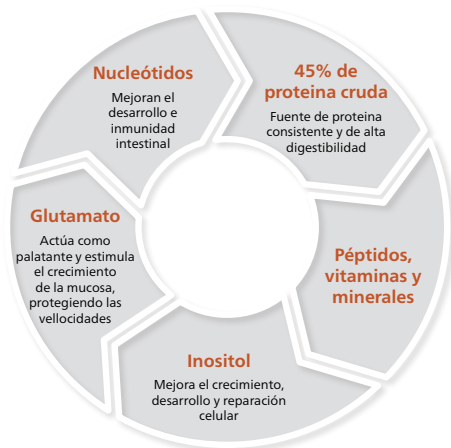 Nucleótidos
Mejoran el
desarrollo e
inmunidad
intestinal
45% de
proteina cruda
Fuente de proteina
consistente y de alta
digestibilidad
Péptidos,
vitaminas y
minerales
Inositol
Mejora el crecimiento,
desarrollo y reparación
celular
Glutamato
Actúa como
palatante y estimula
el crecimiento
de la mucosa,
protegiendo las
vellocidades